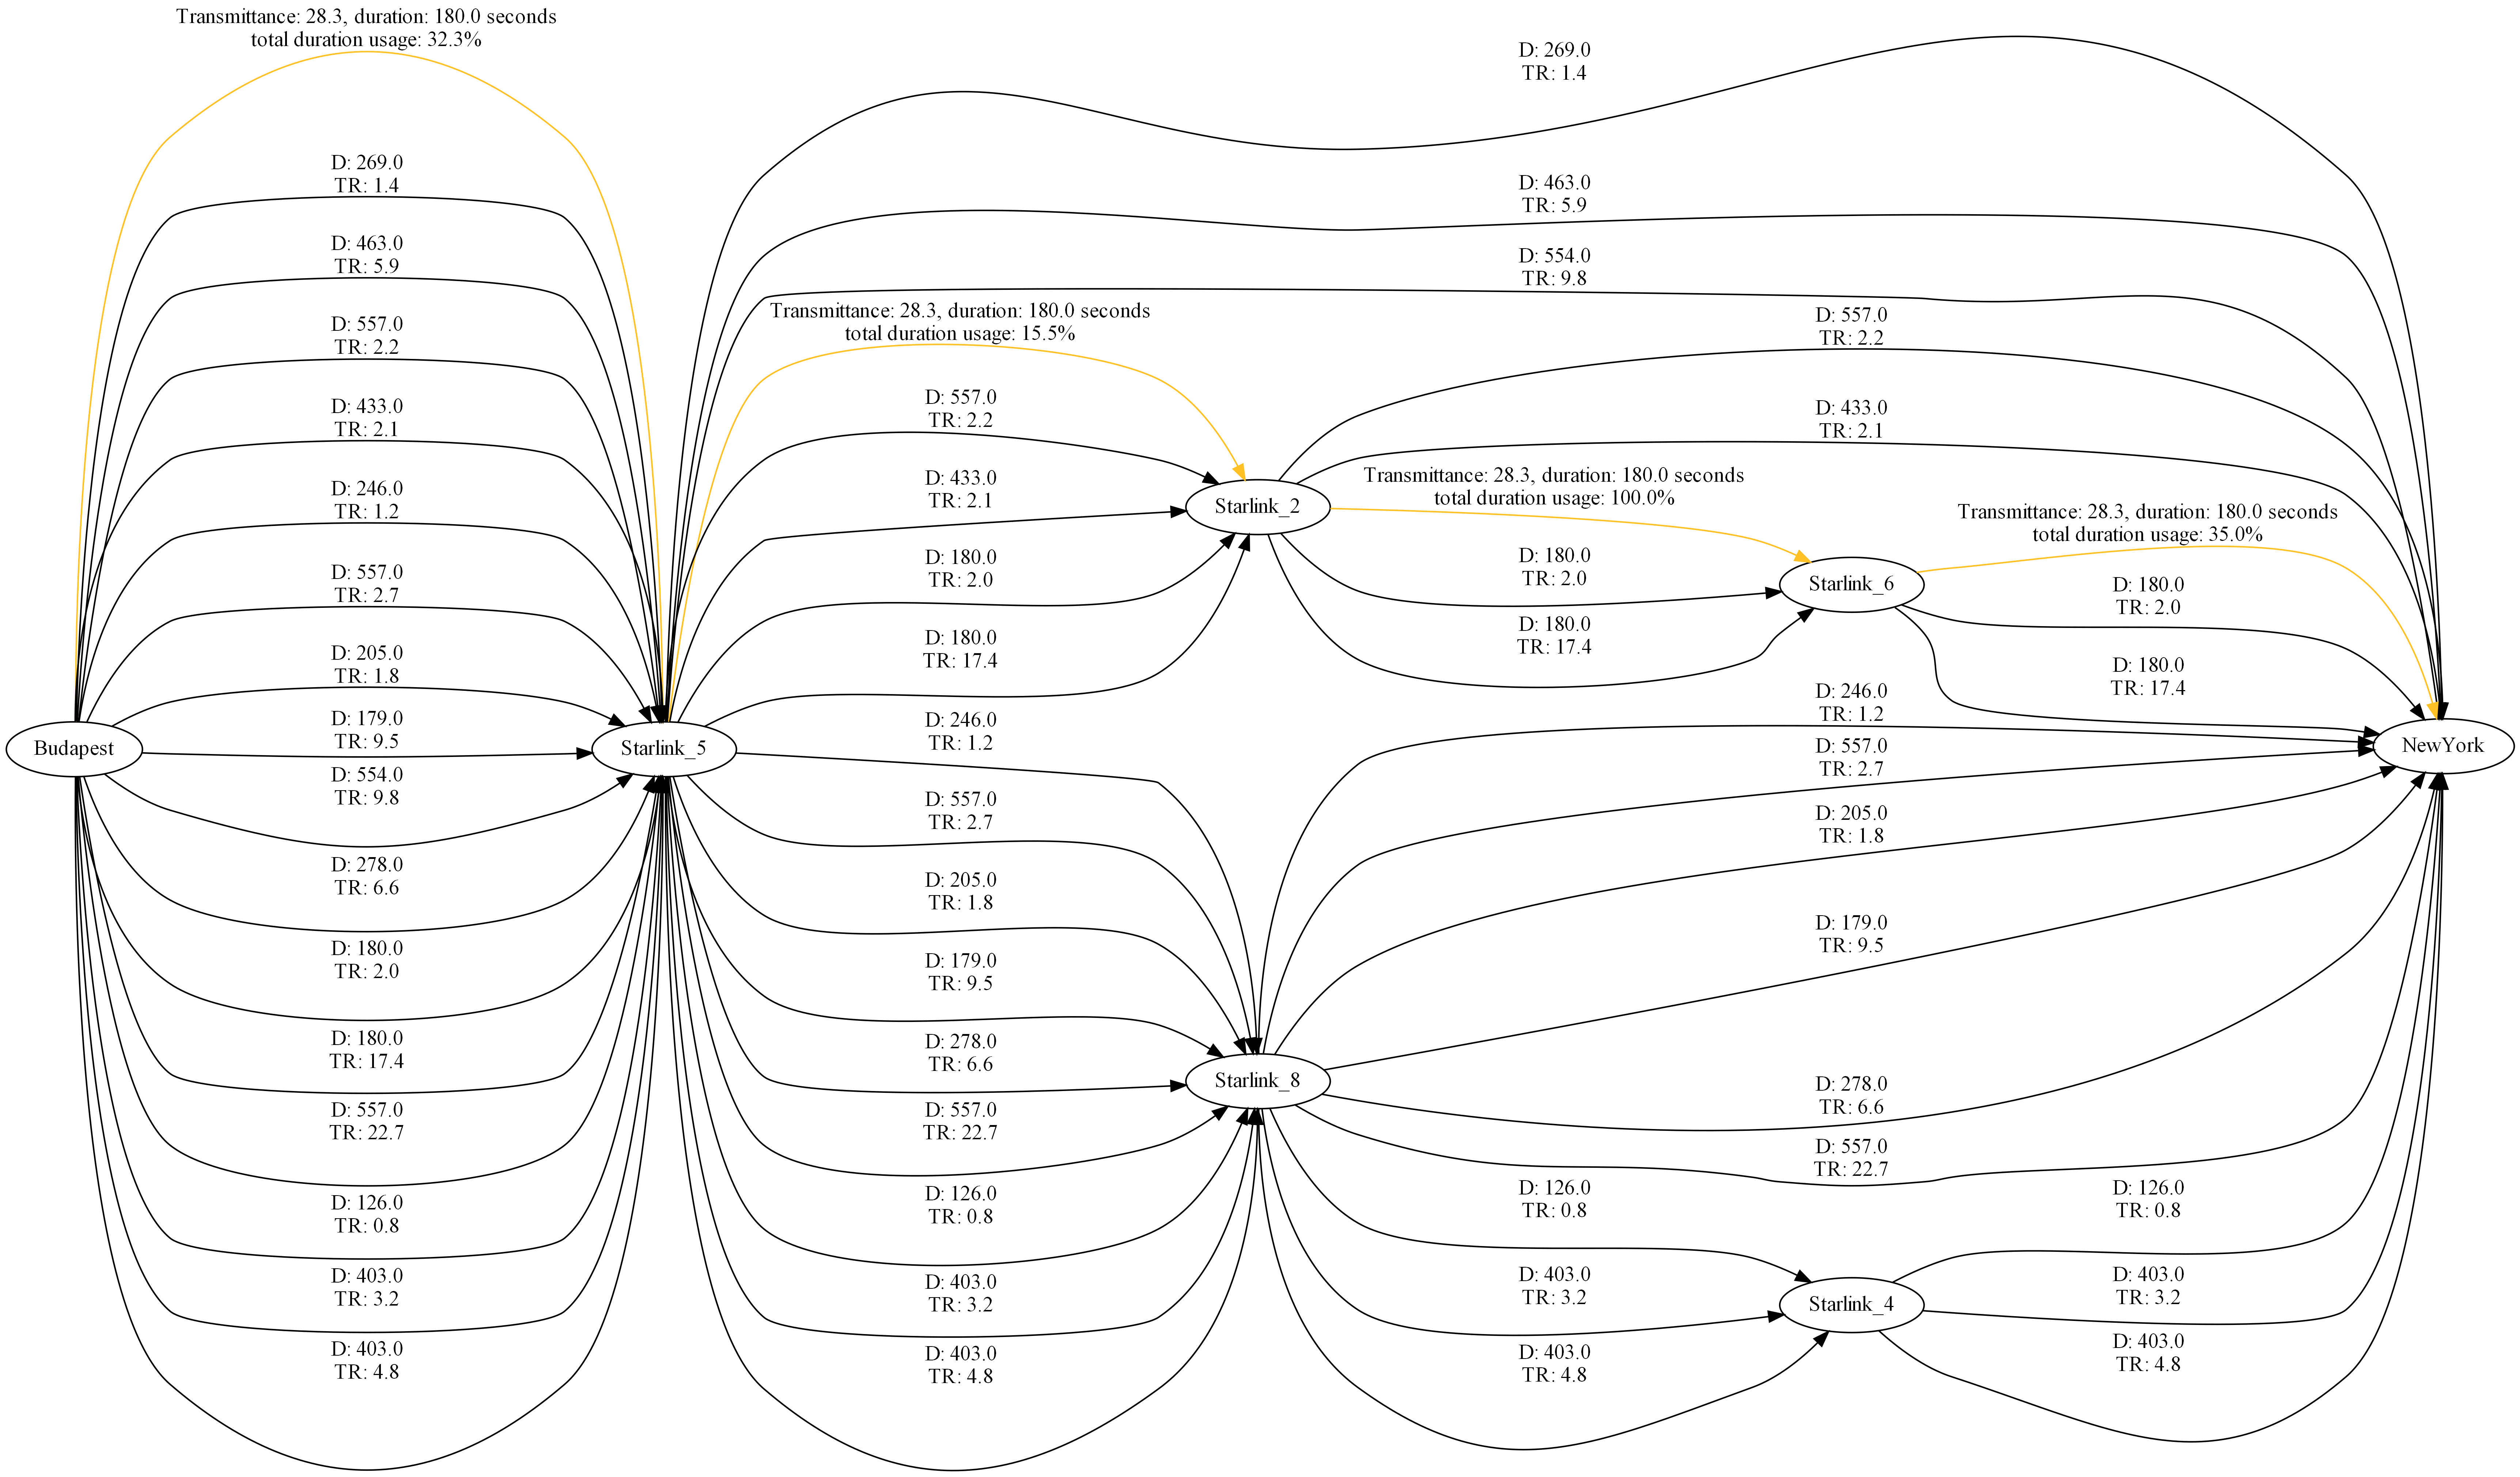 Transmittance: 28.3, duration: 180.0 seconds
total duration usage: 32.3%
D: 269.0
TR: 1.4
D: 463.0
TR: 5.9
D: 557.0
TR: 2.2
D: 433.0
TR: 2.1
D: 246.0
TR: 1.2
D: 557.0
TR: 2.7
D: 205.0
TR: 1.8
D: 179.0
TR: 9.5
D: 554.0
TR: 9.8
D: 278.0
TR: 6.6
D: 180.0
TR: 2.0
D: 180.0
TR: 17.4
D: 557.0
TR: 22.7
D: 126.0
TR: 0.8
D: 403.0
TR: 3.2
D: 403.0
TR: 4.8
Budapest
Starlink_5
Transmittance: 28.3, duration: 180.0 seconds
total duration usage: 15.5%
D: 557.0
TR: 2.2
D: 433.0
TR: 2.1
D: 180.0
TR: 2.0
D: 180.0
TR: 17.4
D: 246.0
TR: 1.2
D: 557.0
TR: 2.7
D: 205.0
TR: 1.8
D: 179.0
TR: 9.5
D: 278.0
TR: 6.6
D: 557.0
TR: 22.7
D: 126.0
TR: 0.8
D: 403.0
TR: 3.2
D: 403.0
TR: 4.8
Starlink_2
Starlink_8
D: 269.0
TR: 1.4
D: 463.0
TR: 5.9
D: 554.0
TR: 9.8
Transmittance: 28.3, duration: 180.0 seconds
total duration usage: 100.0%
D: 180.0
TR: 2.0
D: 180.0
TR: 17.4
D: 126.0
TR: 0.8
D: 403.0
TR: 3.2
D: 403.0
TR: 4.8
D: 557.0
TR: 2.2
D: 433.0
TR: 2.1
Starlink_6
D: 246.0
TR: 1.2
D: 557.0
TR: 2.7
D: 205.0
TR: 1.8
D: 179.0
TR: 9.5
D: 278.0
TR: 6.6
D: 557.0
TR: 22.7
Starlink_4
Transmittance: 28.3, duration: 180.0 seconds
total duration usage: 35.0%
D: 180.0
TR: 2.0
D: 180.0
TR: 17.4
D: 126.0
TR: 0.8
D: 403.0
TR: 3.2
D: 403.0
TR: 4.8
NewYork